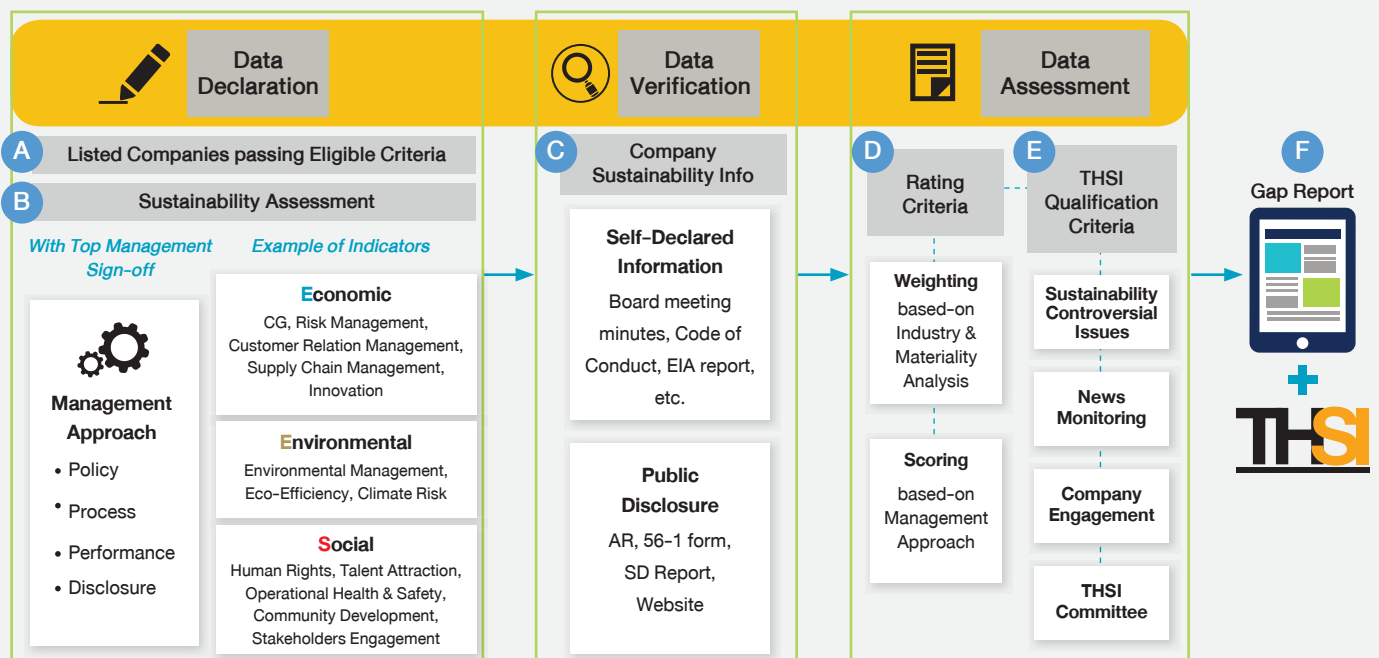 Data
Declaration
Data
Verification
Data
Assessment
A
Listed Companies passing Eligible Criteria
B
Sustainability Assessment
With Top Management
Sign-off
Management
Approach
• Policy
• Process
• Performance
• Disclosure
Example of Indicators
Economic
CG, Risk Management,
Customer Relation Management,
Supply Chain Management,
Innovation
Environmental
Environmental Management,
Eco-Efficiency, Climate Risk
Social
Human Rights, Talent Attraction,
Operational Health & Safety,
Community Development,
Stakeholders Engagement
C
Company
Sustainability Info
Self-Declared
Information
Board meeting
minutes, Code of
Conduct, EIA report,
etc.
Public
Disclosure
AR, 56-1 form,
SD Report,
Website
D
Rating
Criteria
Weighting
based-on
Industry &
Materiality
Analysis
Scoring
based-on
Management
Approach
E
THSI
Qualification
Criteria
Sustainability
Controversial
Issues
News
Monitoring
Company
Engagement
THSI
Committee
F
Gap Report
+
THSI